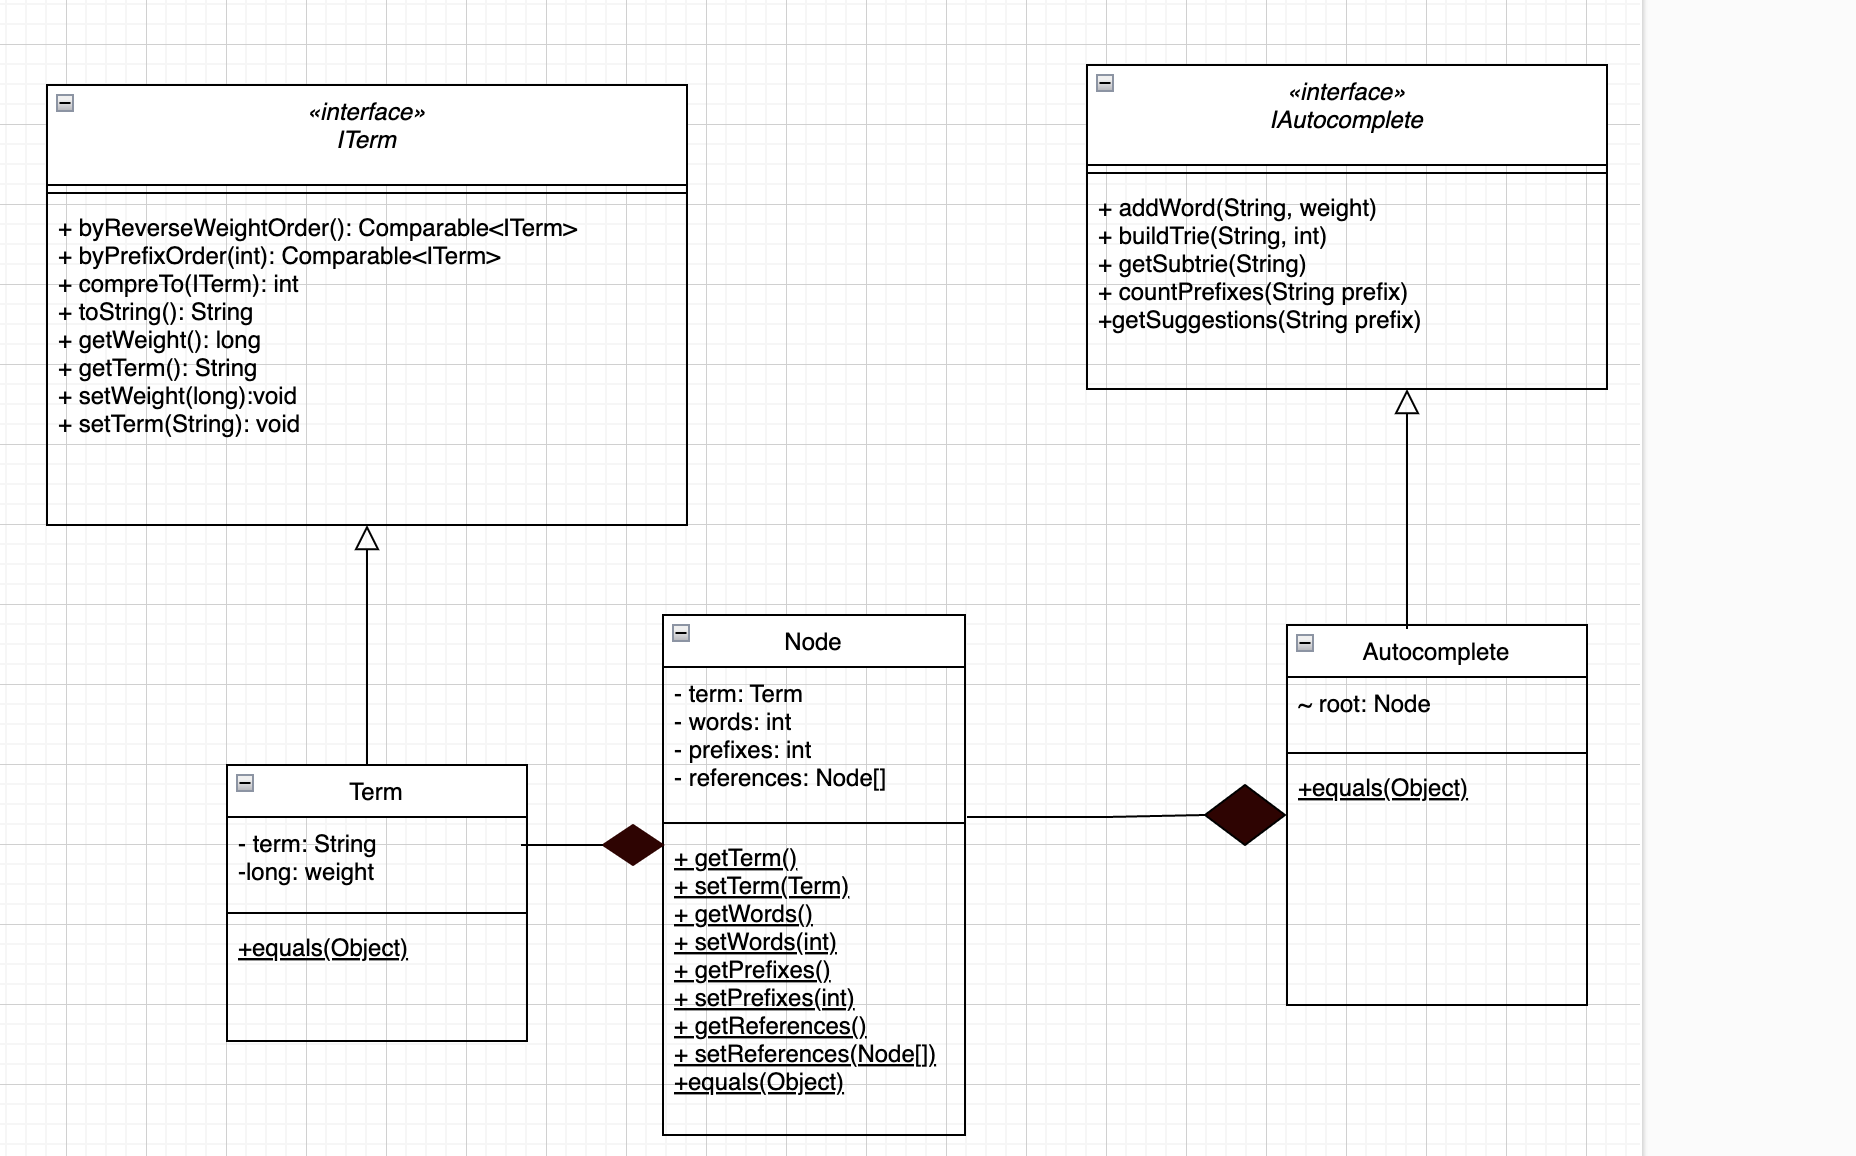 «interface»
ITerm
+ byReverseWeightOrder(): Comparable<ITerm>
+ byPrefixOrder(int): Comparable<ITerm>
+ compreTo(ITerm): int
+ toString(): String
+ getWeight(): long
+ getTerm(): String
+ setWeight(long):void
+ setTerm(String): void
«interface»
IAutocomplete
+ addWord(String, weight)
+ buildTrie(String, int)
+ getSubtrie(String)
+ countPrefixes(String prefix)
+getSuggestions(String prefix)
Term
- term: String
-long: weight
+equals(Object)
Node
- term: Term
- words: int
- prefixes: int
- references: Node[]
+ getTerm()
+ setTerm(Term)
+ getWords()
+ setWords(int)
+ getPrefixes()
+ setPrefixes(int)
+ getReferences()
+ setReferences(Node[])
+equals(Object)
Autocomplete
~ root: Node
+equals(Object)